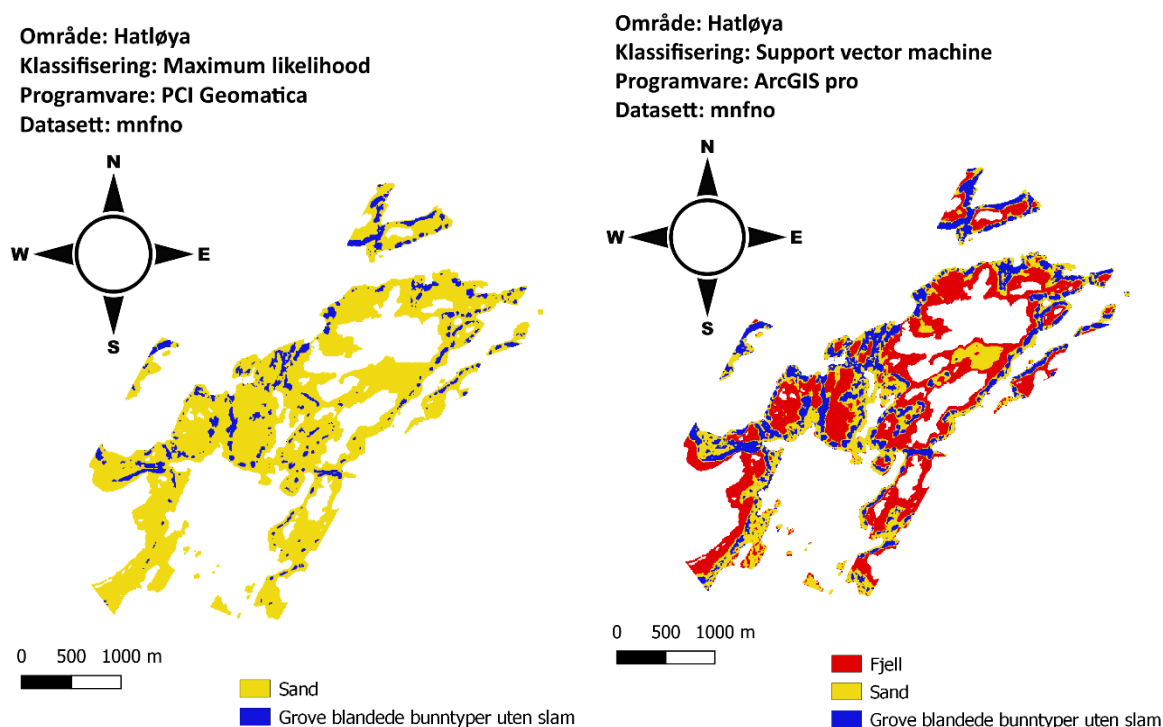 Område: Hatløya
Klassifisering: Maximum likelihood
Programvare: PCI Geomatica
Datasett: mnfno
N
W
E
S
0 500 1000 m
Sand
Grove blandede bunntyper uten slam
Område: Hatløya
Klassifisering: Support vector machine
Programvare: ArcGIS pro
Datasett: mnfno
N
W
E
S
0 500 1000 m
Fjell
Sand
Grove blandede bunntyper uten slam